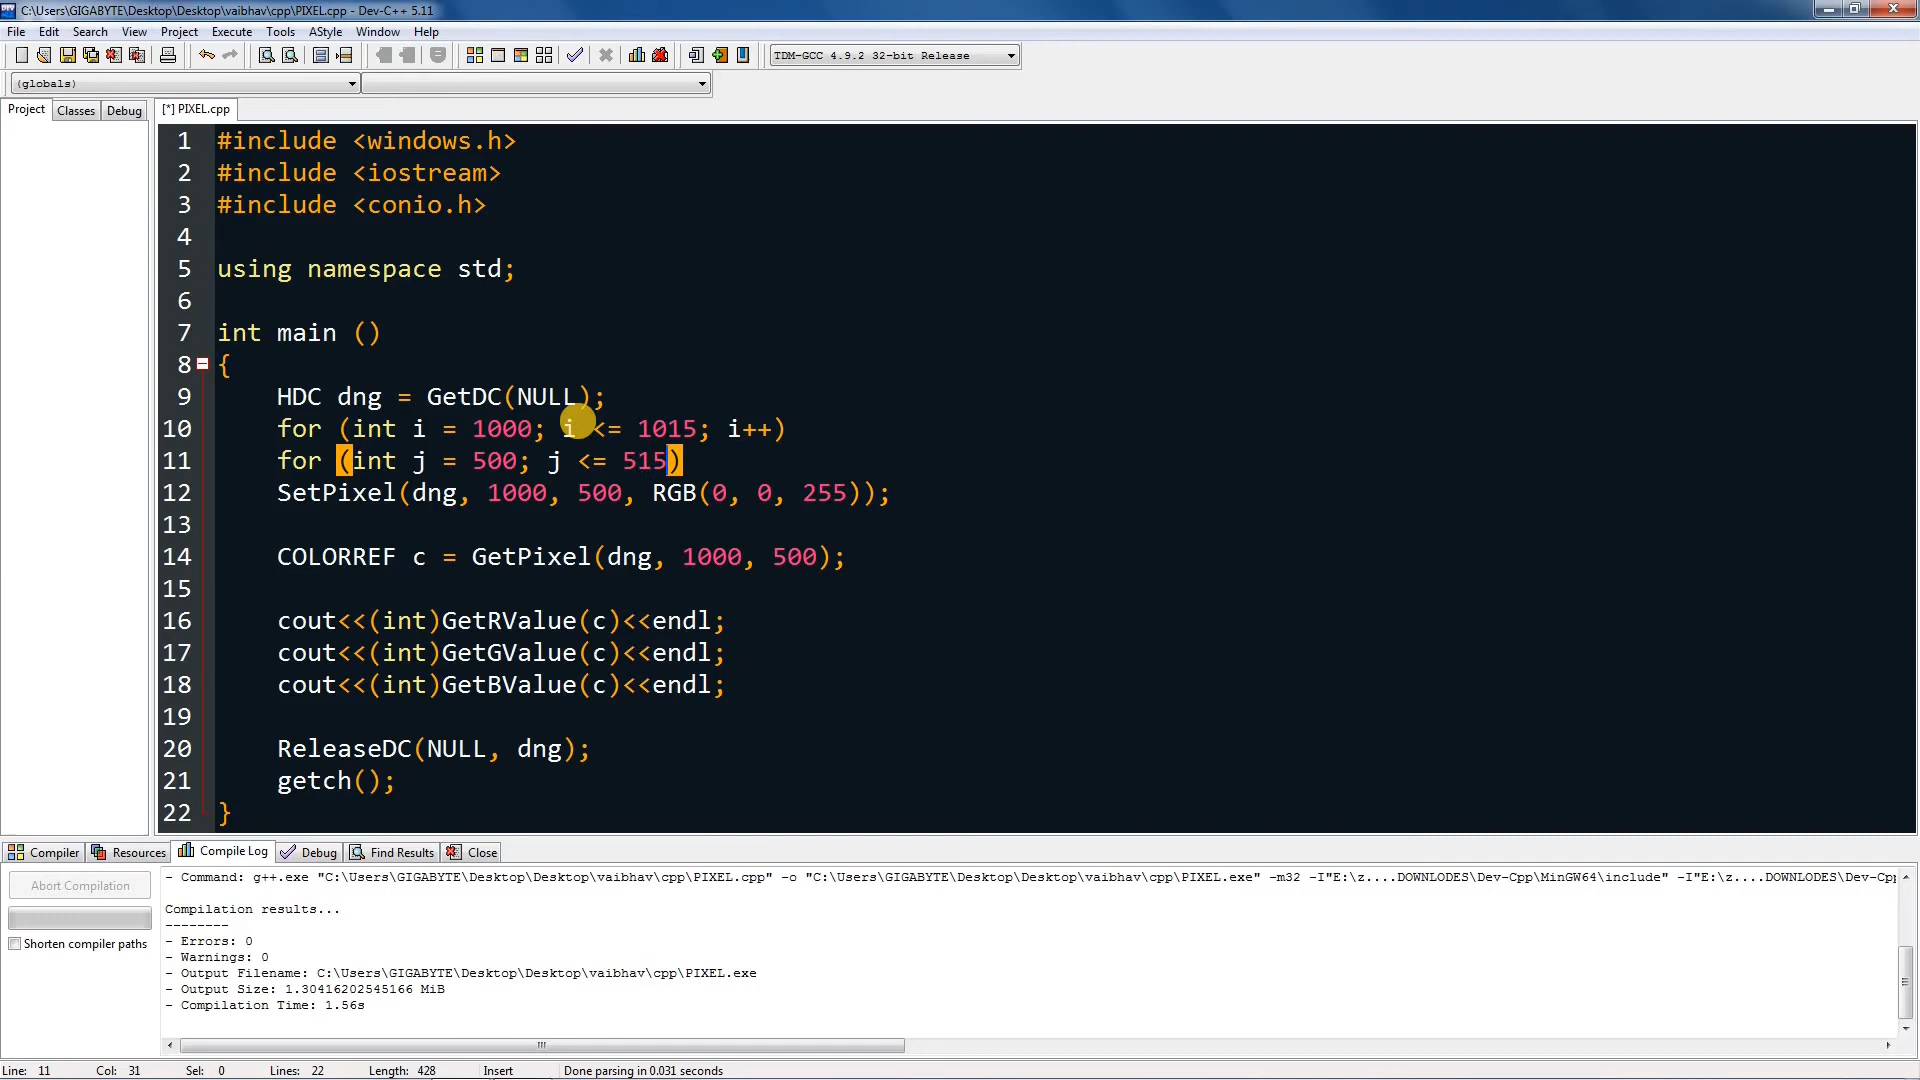 C:\Users\GIGABYTE\Desktop\Desktop\vaibhav\cpp\PIXEL.cpp - Dev-C++ 5.11
File Edit Search View Project Execute Tools AStyle Window Help
TDM-GCC 4.9.2 32-bit Release
(globals)
Project Classes Debug [*] PIXEL.cpp
1 #include <windows.h>
2 #include <iostream>
3 #include <conio.h>
4
5 using namespace std;
6
7 int main ()
8 {
9 HDC dng = GetDC(NULL);
10 for (int i = 1000; i <= 1015; i++)
11 for (int j = 500; j <= 515)
12 SetPixel(dng, 1000, 500, RGB(0, 0, 255));
13
14 COLORREF c = GetPixel(dng, 1000, 500);
15
16 cout<<(int)GetRValue(c)<<endl;
17 cout<<(int)GetGValue(c)<<endl;
18 cout<<(int)GetBValue(c)<<endl;
19
20 ReleaseDC(NULL, dng);
21 getch();
22 }
Compiler Resources Compile Log Debug Find Results Close
Abort Compilation
Shorten compiler paths
- Command: g++.exe "C:\Users\GIGABYTE\Desktop\Desktop\vaibhav\cpp\PIXEL.cpp" -o "C:\Users\GIGABYTE\Desktop\Desktop\vaibhav\cpp\PIXEL.exe" -m32 -I"E:\z....DOWNLODES\Dev-Cpp\MinGW64\include" -I"E:\z....DOWNLODES\Dev-Cpp
Compilation results...
--------
- Errors: 0
- Warnings: 0
- Output Filename: C:\Users\GIGABYTE\Desktop\Desktop\vaibhav\cpp\PIXEL.exe
- Output Size: 1.30416202545166 MiB
- Compilation Time: 1.56s
Line: 11 Col: 31 Sel: 0 Lines: 22 Length: 428 Insert Done parsing in 0.031 seconds